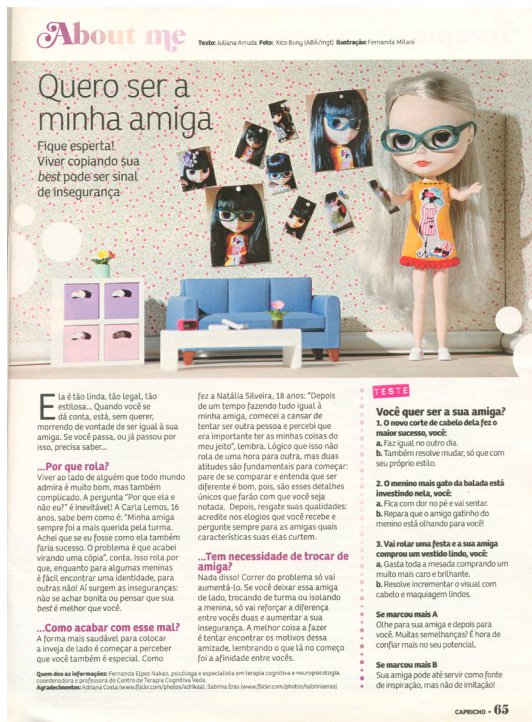 About me
Texto: Juliana Arruda Foto: Xico Buny (ABÁ/mgt) Ilustração: Fernanda Milani
Quero ser a
minha amiga
Fique esperta!
Viver copiando sua
best pode ser sinal
de insegurança
Ela é tão linda, tão legal, tão
estilosa... Quando você se
dá conta, está, sem querer,
morrendo de vontade de ser igual à sua
amiga. Se você passa, ou já passou por
isso, precisa saber...
...Por que rola?
Viver ao lado de alguém que todo mundo
admira é muito bom, mas também
complicado. A pergunta "Por que ela e
não eu?" é inevitável! A Carla Lemos, 16
anos, sabe bem como é: "Minha amiga
sempre foi a mais querida pela turma.
Achei que se eu fosse como ela também
faria sucesso. O problema é que acabei
virando uma cópia", conta. Isso rola por
que, enquanto para algumas meninas
é fácil encontrar uma identidade, para
outras não! Aí surgem as inseguranças:
não se achar bonita ou pensar que sua
best é melhor que você.
...Como acabar com esse mal?
A forma mais saudável para colocar
a inveja de lado é começar a perceber
que você também é especial. Como
fez a Natália Silveira, 18 anos: "Depois
de um tempo fazendo tudo igual à
minha amiga, comecei a cansar de
tentar ser outra pessoa e percebi que
era importante ter as minhas coisas do
meu jeito", lembra. Lógico que isso não
rola de uma hora para outra, mas duas
atitudes são fundamentais para começar:
pare de se comparar e entenda que ser
diferente é bom, pois, são esses detalhes
únicos que farão com que você seja
notada. Depois, resgate suas qualidades:
acredite nos elogios que você recebe e
pergunte sempre para as amigas quais
características suas elas curtem.
...Tem necessidade de trocar de
amiga?
Nada disso! Correr do problema só vai
aumentá-lo. Se você deixar essa amiga
de lado, trocando de turma ou isolando
a menina, só vai reforçar a diferença
entre vocês duas e aumentar a sua
insegurança. A melhor coisa a fazer
é tentar encontrar os motivos dessa
amizade, lembrando o que lá no começo
foi a afinidade entre vocês.
TESTE
Você quer ser a sua amiga?
1. O novo corte de cabelo dela fez o
maior sucesso, você:
a. Faz igual no outro dia.
b. Também resolve mudar, só que com
seu próprio estilo.
2. O menino mais gato da balada está
investindo nela, você:
a. Fica com dor no pé e vai sentar.
b. Repara que o amigo gatinho do
menino está olhando para você!
3. Vai rolar uma festa e a sua amiga
comprou um vestido lindo, você:
a. Gasta toda a mesada comprando um
muito mais caro e brilhante.
b. Resolve incrementar o visual com
cabelo e maquiagem lindos.
Se marcou mais A
Olhe para sua amiga e depois para
você. Muitas semelhanças? É hora de
confiar mais no seu potencial.
Se marcou mais B
Sua amiga pode até servir como fonte
de inspiração, mas não de imitação!
Quem deu as informações: Fernanda Elpes Nakao, psicóloga e especialista em terapia cognitiva e neuropsicologia,
coordenadora e professora do Centro de Terapia Cognitiva Veda.
Agradecimentos: Adriana Costa (www.flickr.com/photos/adrikaa), Sabrina Eras (www.flickr.com/photos/sabrinaeras)
CAPRICHO • 65